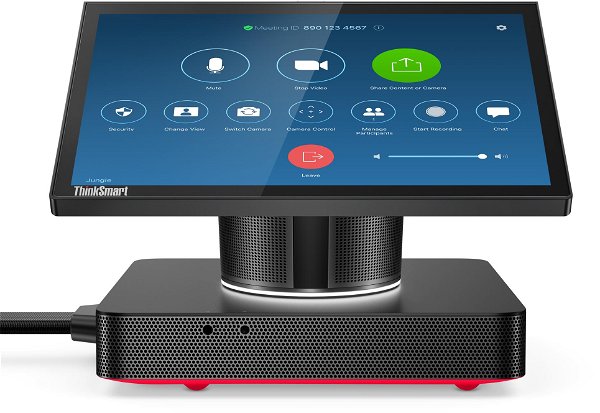 Meeting ID 890 123 4567
Mute
Stop Video
Share Content or Camera
Security
Change View
Switch Camera
Camera Control
Manage
Participants
Start Recording
Chat
Leave
Jungle
ThinkSmart